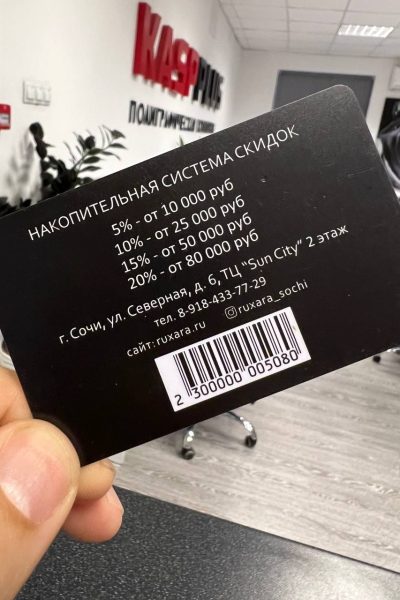 KASPPLUS
НАКОПИТЕЛЬНАЯ СИСТЕМА СКИДОК
5% - от 10 000 руб
10% - от 25 000 руб
15% - от 50 000 руб
20% - от 80 000 руб
г. Сочи, ул. Северная, д. 6, ТЦ "Sun City" 2 этаж
тел. 8-918-433-77-29
сайт: ruxara.ru ruxara_sochi
2 300000 005080